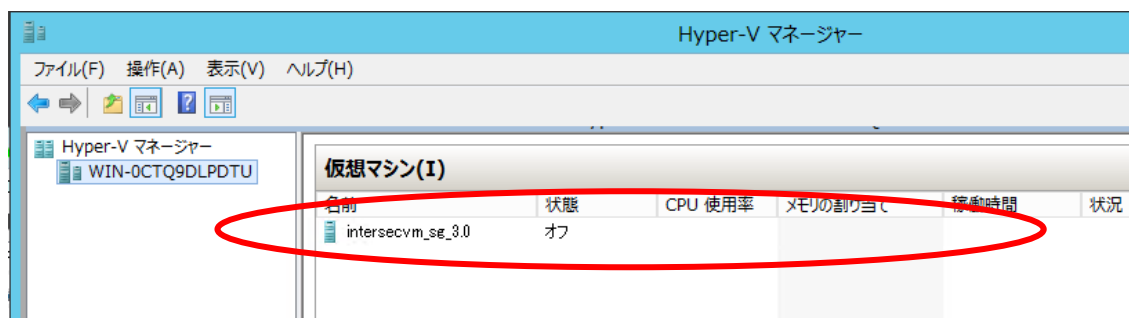 Hyper-V マネージャー
ファイル(F) 操作(A) 表示(V) ヘルプ(H)
Hyper-V マネージャー
WIN-0CTQ9DLPDTU
仮想マシン(I)
名前 状態 CPU 使用率 メモリの割り当て 稼働時間 状況
intersecvm_sg_3.0 オフ